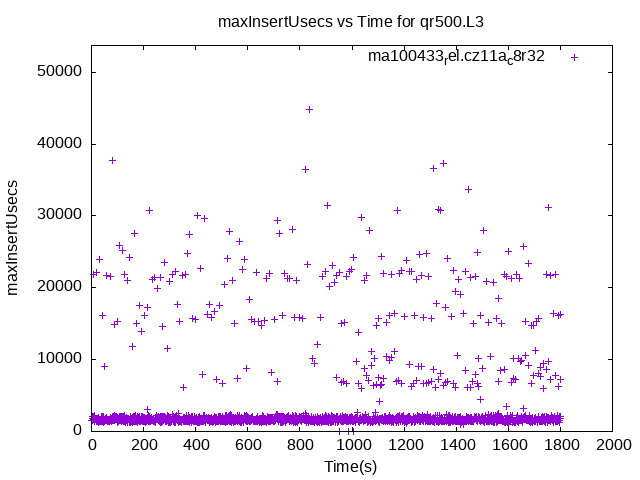 maxInsertUsecs vs Time for qr500.L3
ma100433rel.cz11ac8r32
50000
40000
30000
20000
10000
0
maxInsertUsecs
0 200 400 600 800 1000 1200 1400 1600 1800 2000
Time(s)